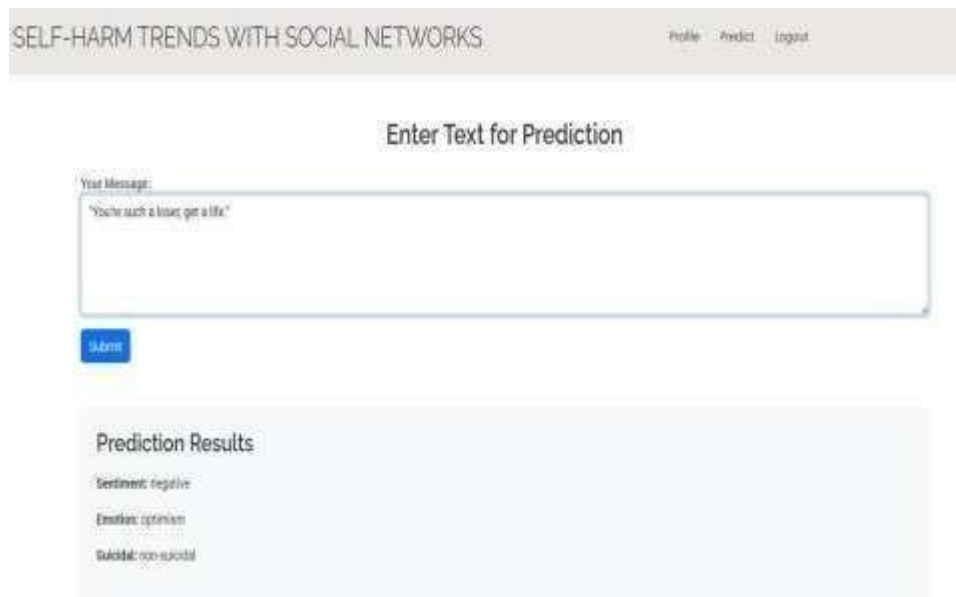 SELF-HARM TRENDS WITH SOCIAL NETWORKS
Profile Predict Logout
Enter Text for Prediction
Your Message:
"You're such a loser, get a life."
Submit
Prediction Results
Sentiment: negative
Emotion: optimism
Suicidal: non-suicidal